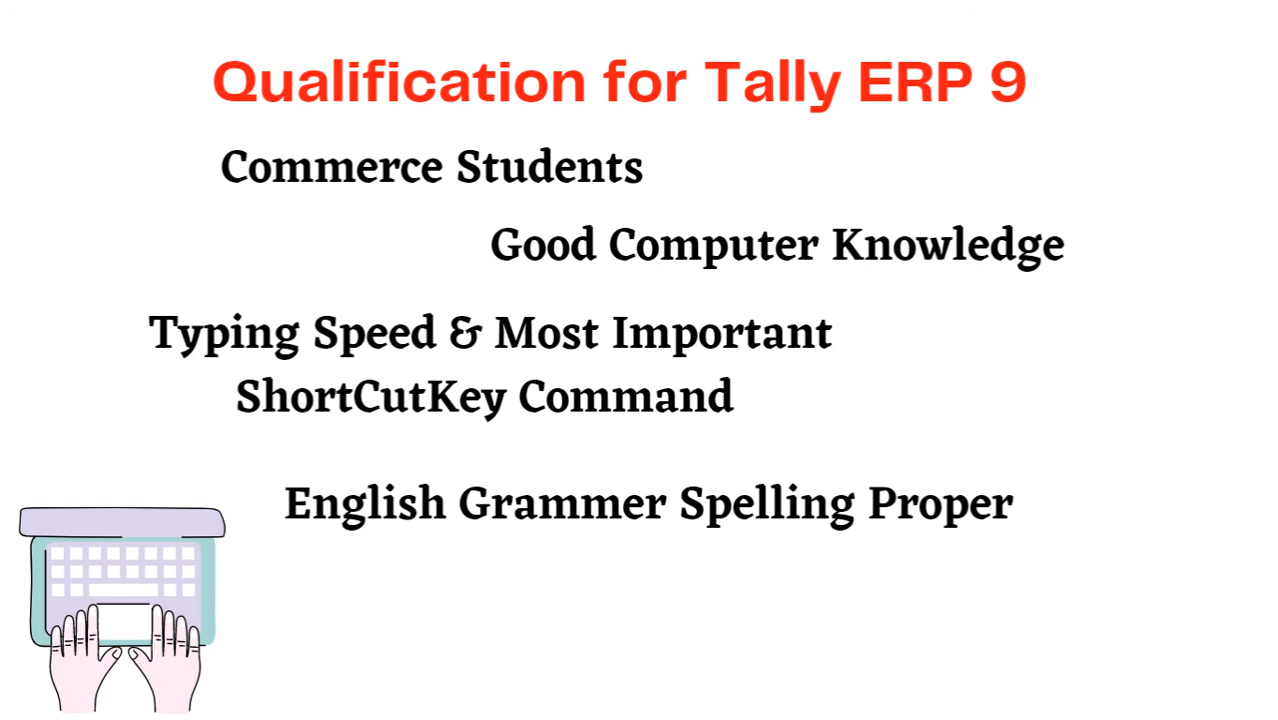 Qualification for Tally ERP 9
Commerce Students
Good Computer Knowledge
Typing Speed & Most Important
ShortCutKey Command
English Grammer Spelling Proper